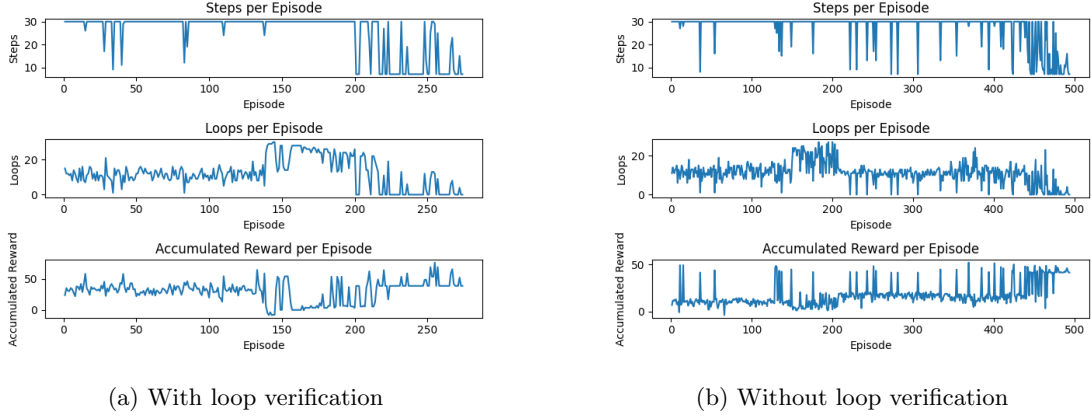 Steps per Episode
30
20
10
Steps
0 50 100 150 200 250
Episode
Loops per Episode
20
0
Loops
0 50 100 150 200 250
Episode
Accumulated Reward per Episode
50
0
Accumulated Reward
0 50 100 150 200 250
Episode
(a) With loop verification
Steps per Episode
30
20
10
Steps
0 100 200 300 400 500
Episode
Loops per Episode
20
0
Loops
0 100 200 300 400 500
Episode
Accumulated Reward per Episode
50
0
Accumulated Reward
0 100 200 300 400 500
Episode
(b) Without loop verification